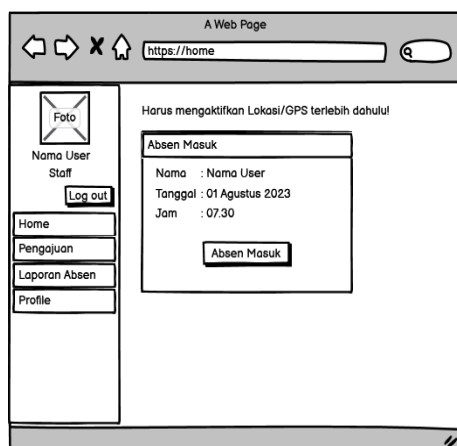 A Web Page
https://home
Foto
Nama User
Staff
Log out
Home
Pengajuan
Laporan Absen
Profile
Harus mengaktifkan Lokasi/GPS terlebih dahulu!
Absen Masuk
Nama : Nama User
Tanggal : 01 Agustus 2023
Jam : 07.30
Absen Masuk